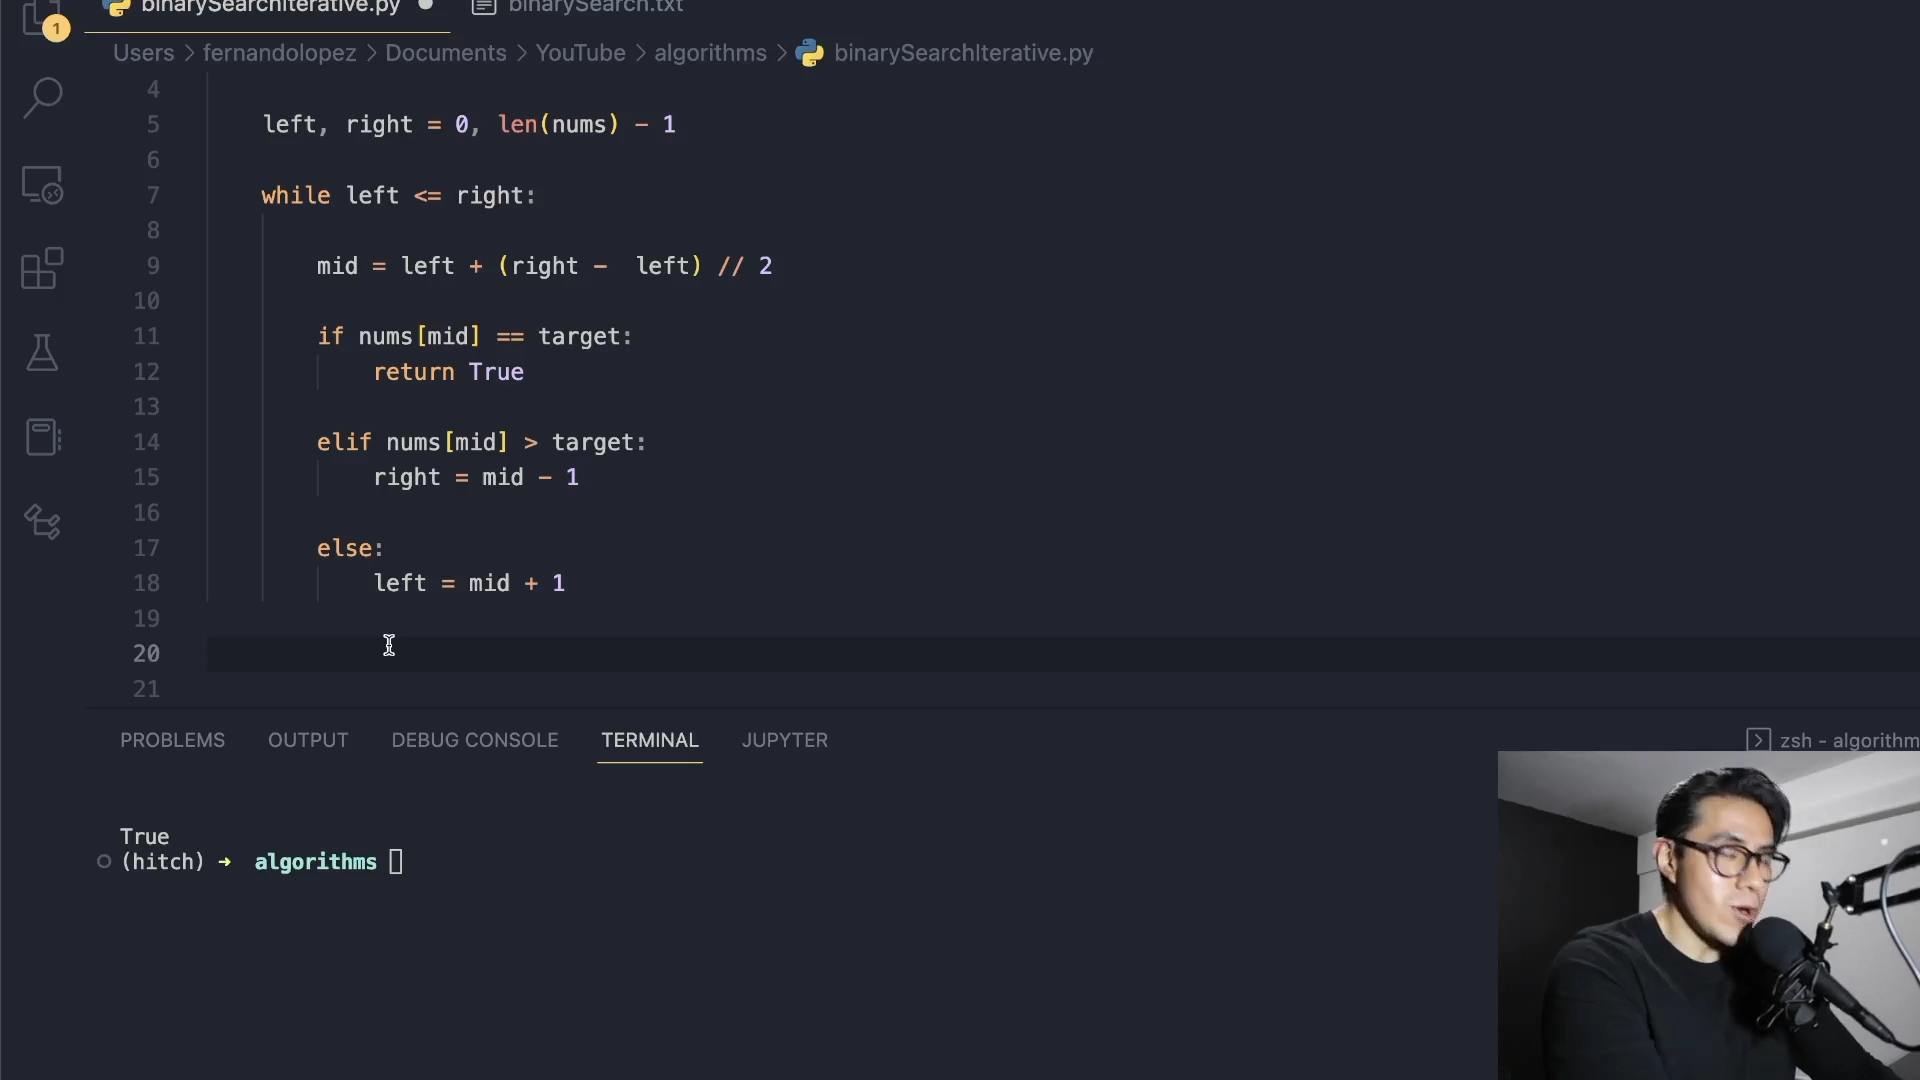 binarySearchIterative.py
binarySearch.txt
1
Users > fernandolopez > Documents > YouTube > algorithms > binarySearchIterative.py
4
5 left, right = 0, len(nums) - 1
6
7 while left <= right:
8
9 mid = left + (right -  left) // 2
10
11 if nums[mid] == target:
12 return True
13
14 elif nums[mid] > target:
15 right = mid - 1
16
17 else:
18 left = mid + 1
19
20
21
PROBLEMS OUTPUT DEBUG CONSOLE TERMINAL JUPYTER
zsh - algorithm
True
(hitch) → algorithms